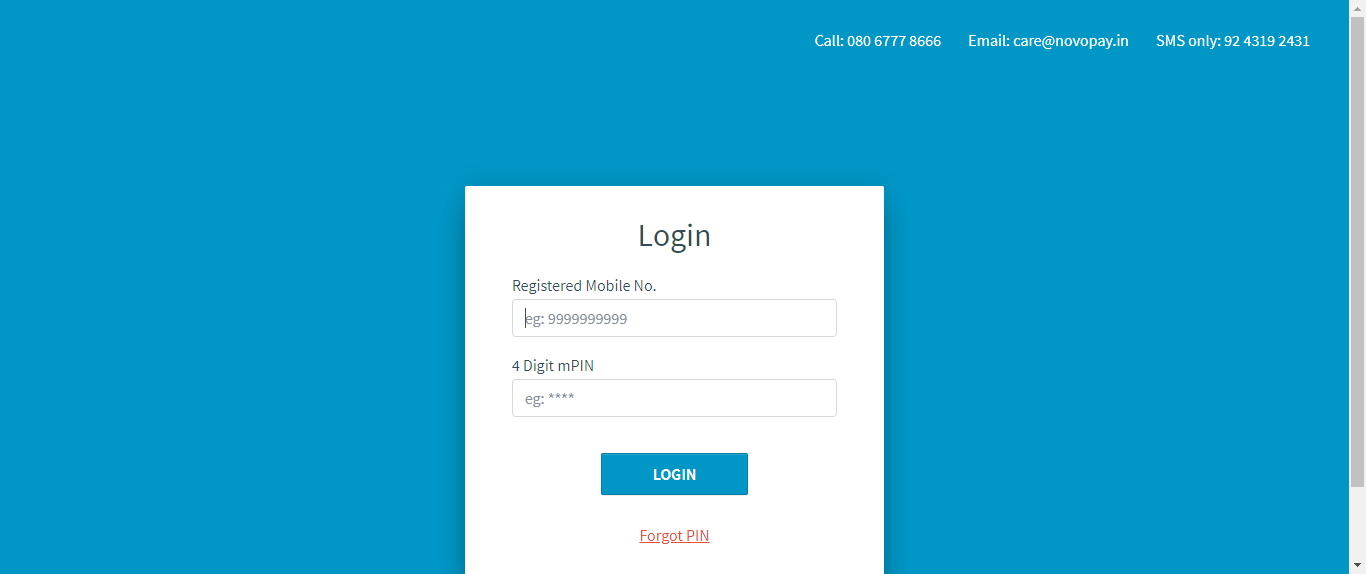 Call: 080 6777 8666 Email: care@novopay.in SMS only: 92 4319 2431
Login
Registered Mobile No.
eg: 9999999999
4 Digit mPIN
eg: ****
LOGIN
Forgot PIN